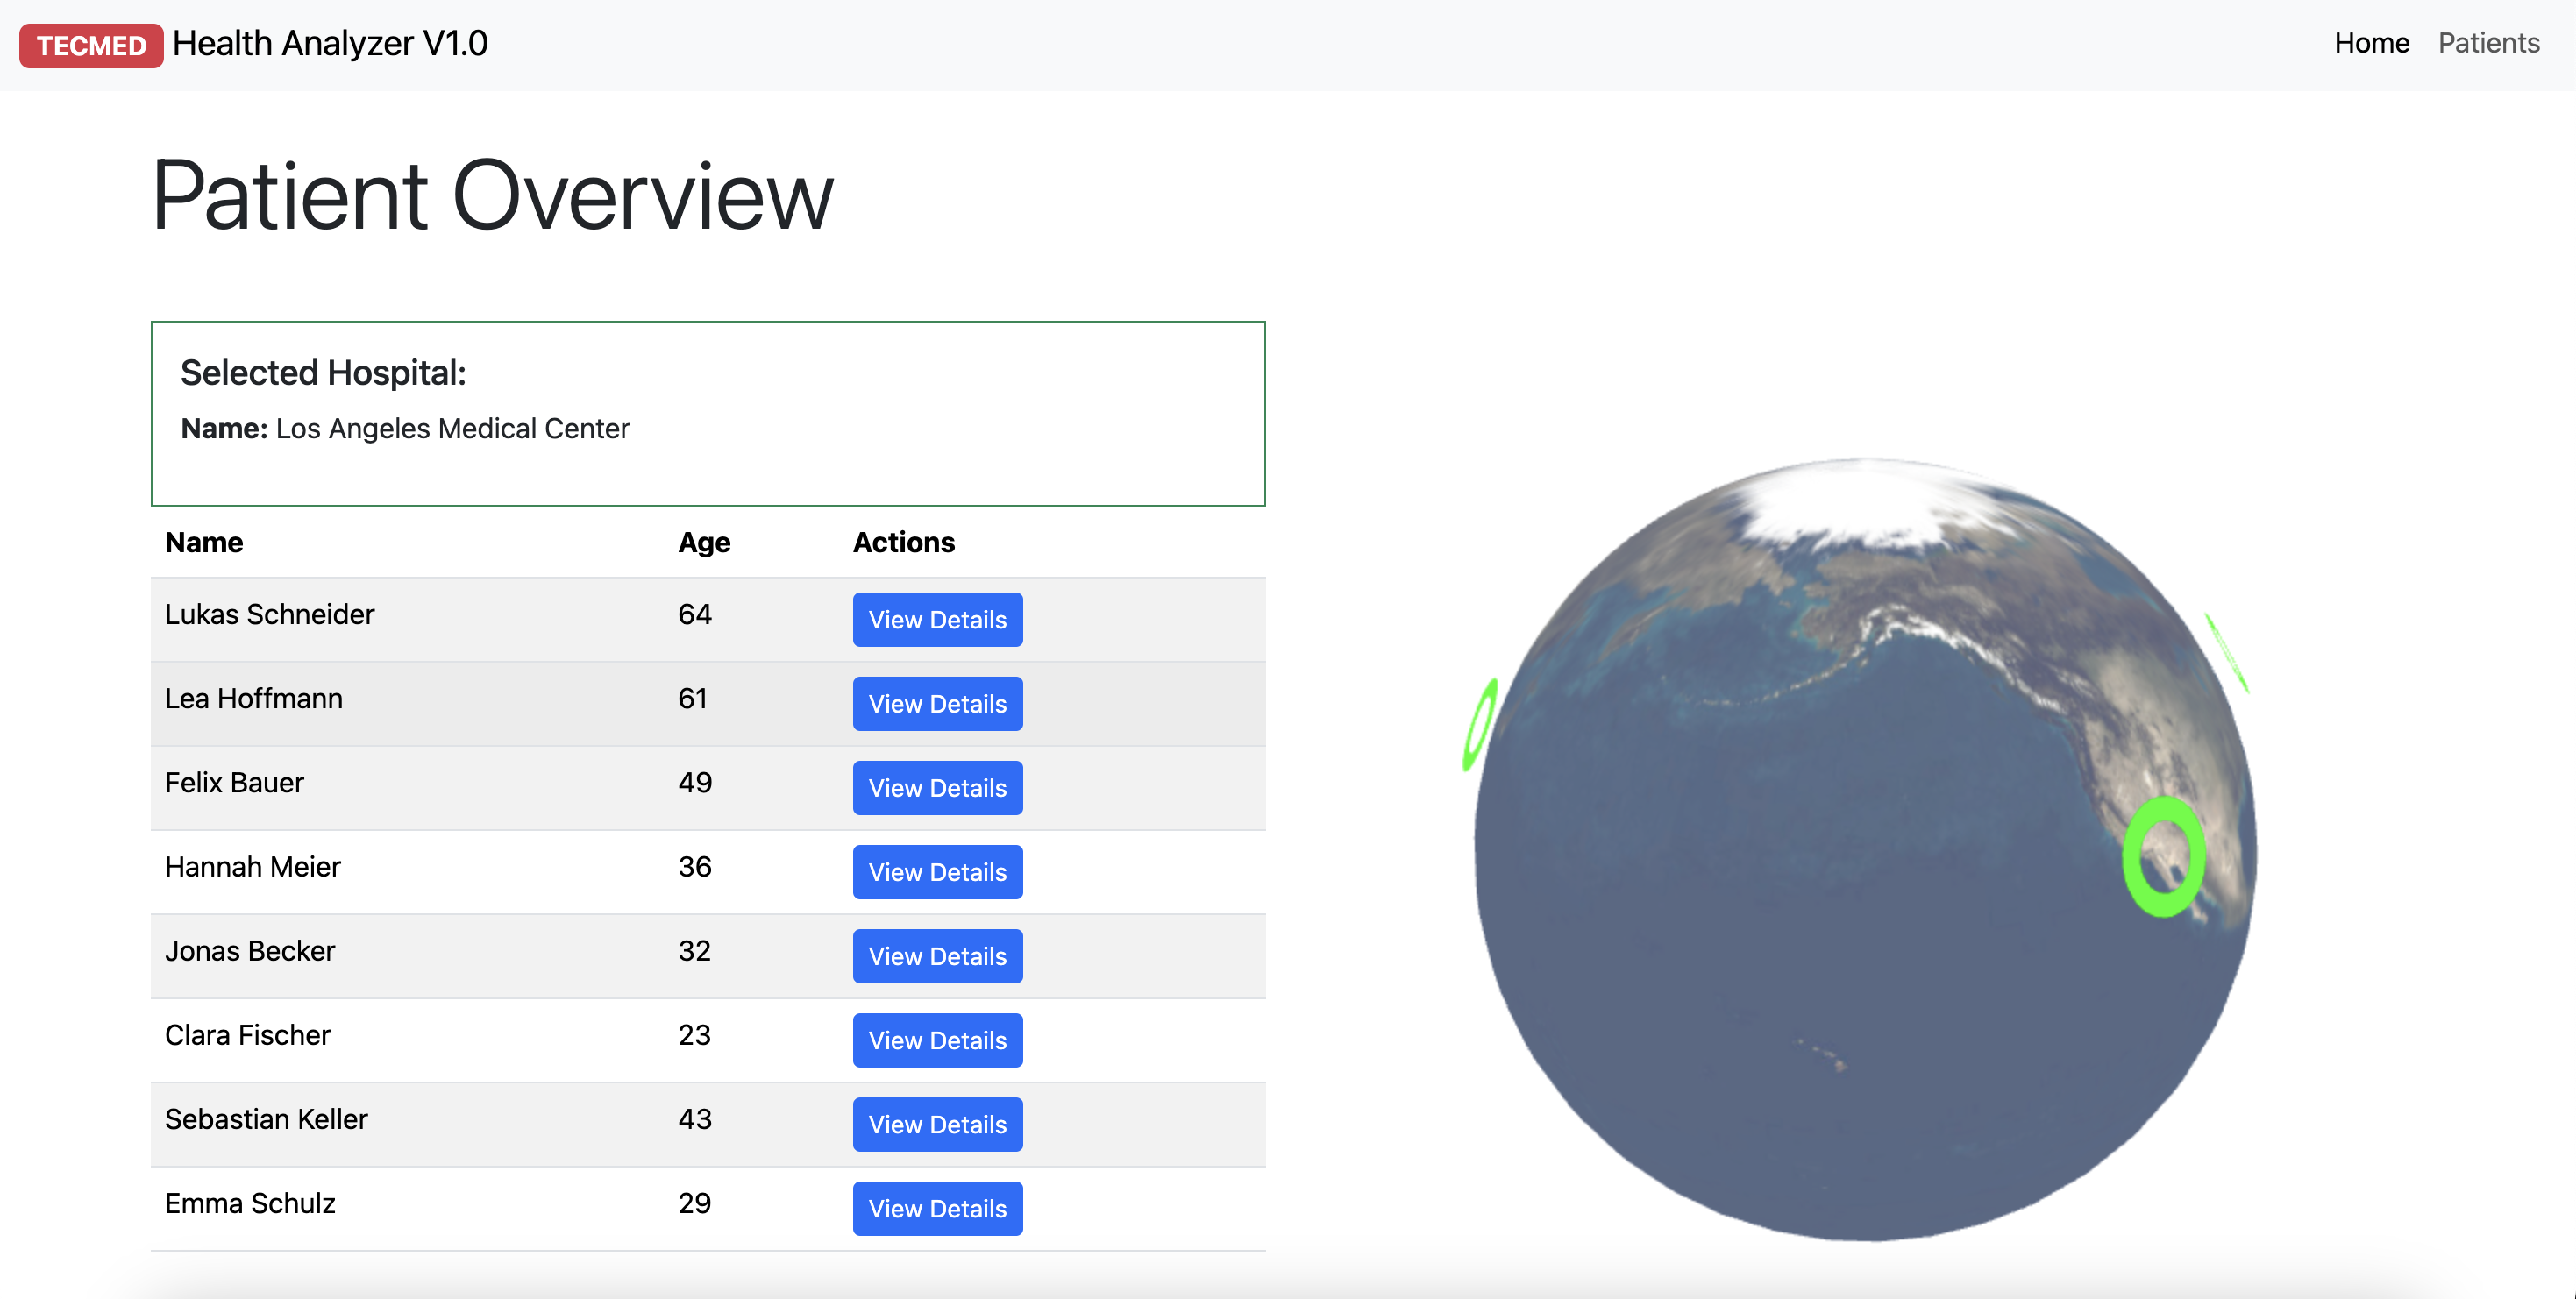 TECMED Health Analyzer V1.0
Home Patients
Patient Overview
Selected Hospital:
Name: Los Angeles Medical Center
Name Age Actions
Lukas Schneider 64 View Details
Lea Hoffmann 61 View Details
Felix Bauer 49 View Details
Hannah Meier 36 View Details
Jonas Becker 32 View Details
Clara Fischer 23 View Details
Sebastian Keller 43 View Details
Emma Schulz 29 View Details